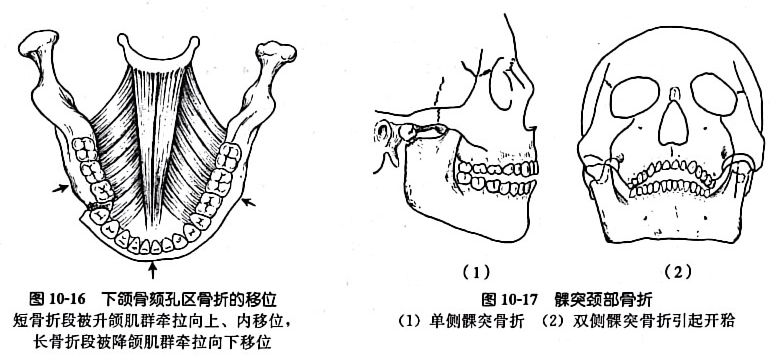 图 10-16 下颌骨颏孔区骨折的移位
短骨折段被升颌肌群牵拉向上、内移位，
长骨折段被降颌肌群牵拉向下移位
（1）
（2）
图 10-17 髁突颈部骨折
（1）单侧髁突骨折 （2）双侧髁突骨折引起开𬌗